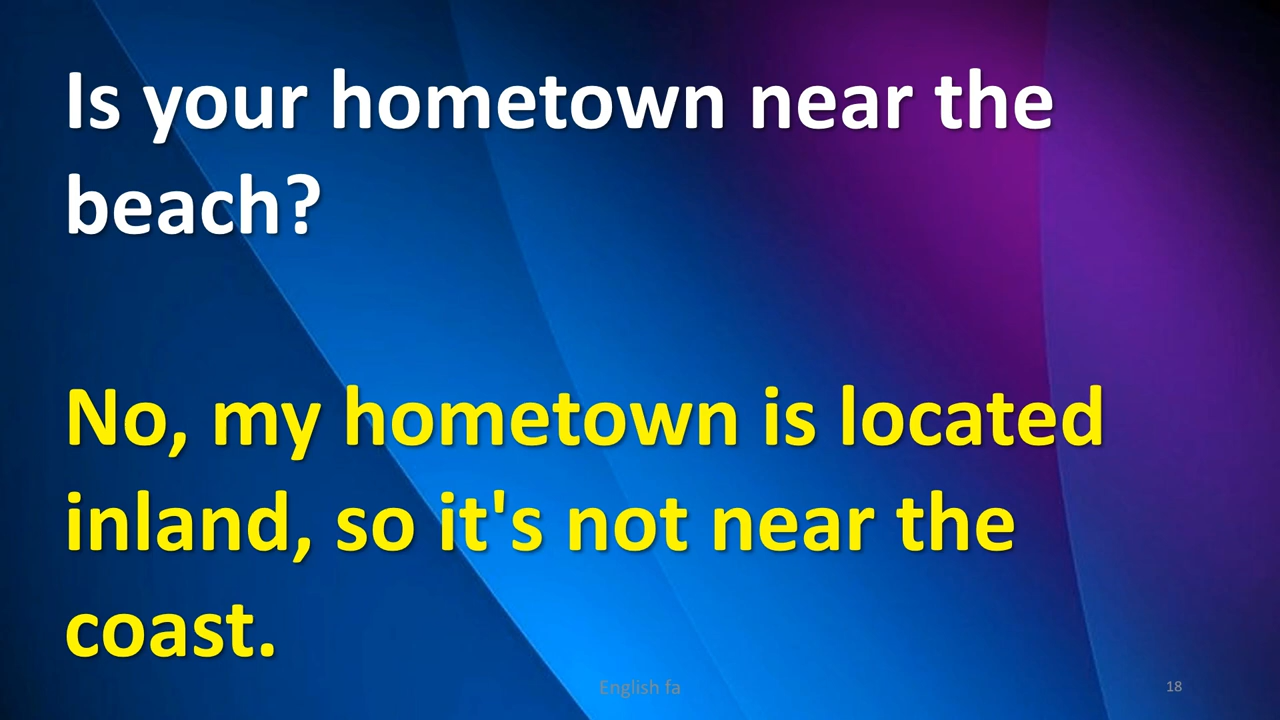 Is your hometown near the
beach?
No, my hometown is located
inland, so it's not near the
coast.
English fa
18